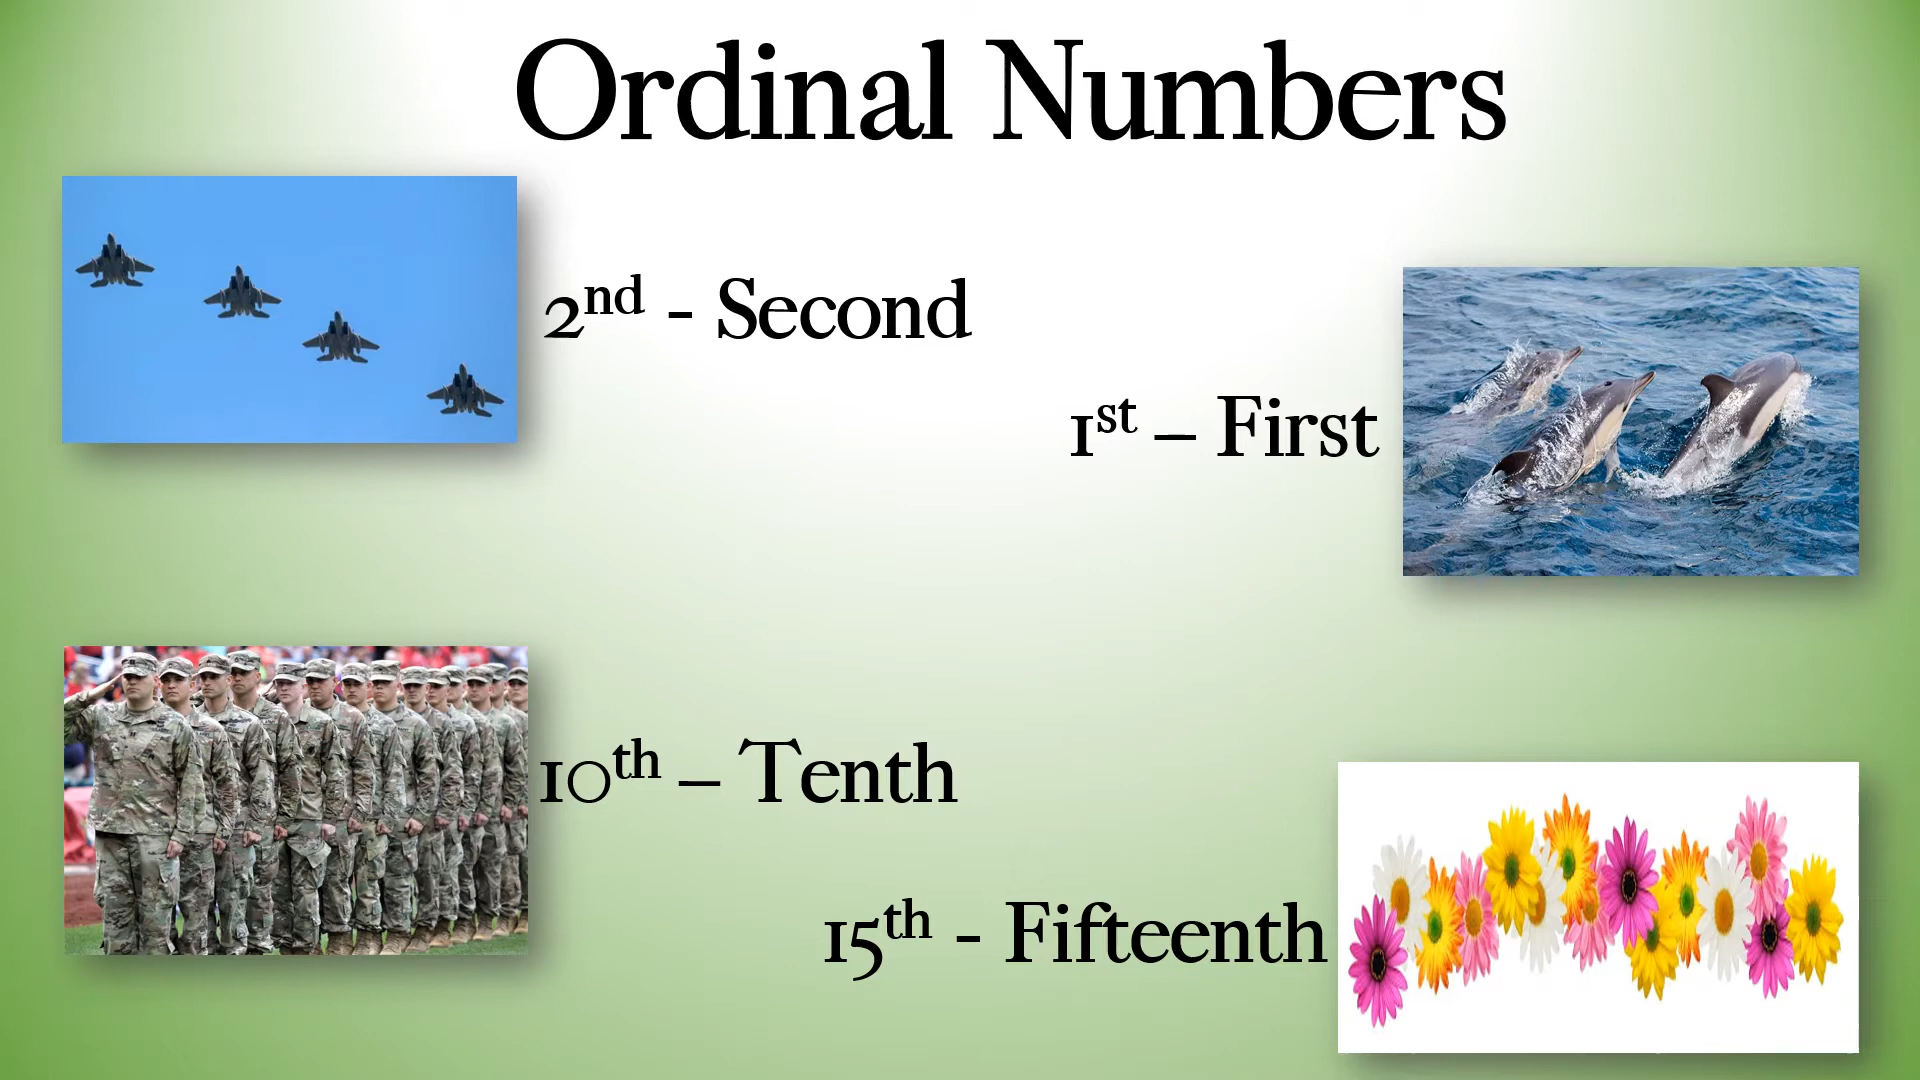 Ordinal Numbers
2nd - Second
1st – First
10th – Tenth
15th - Fifteenth